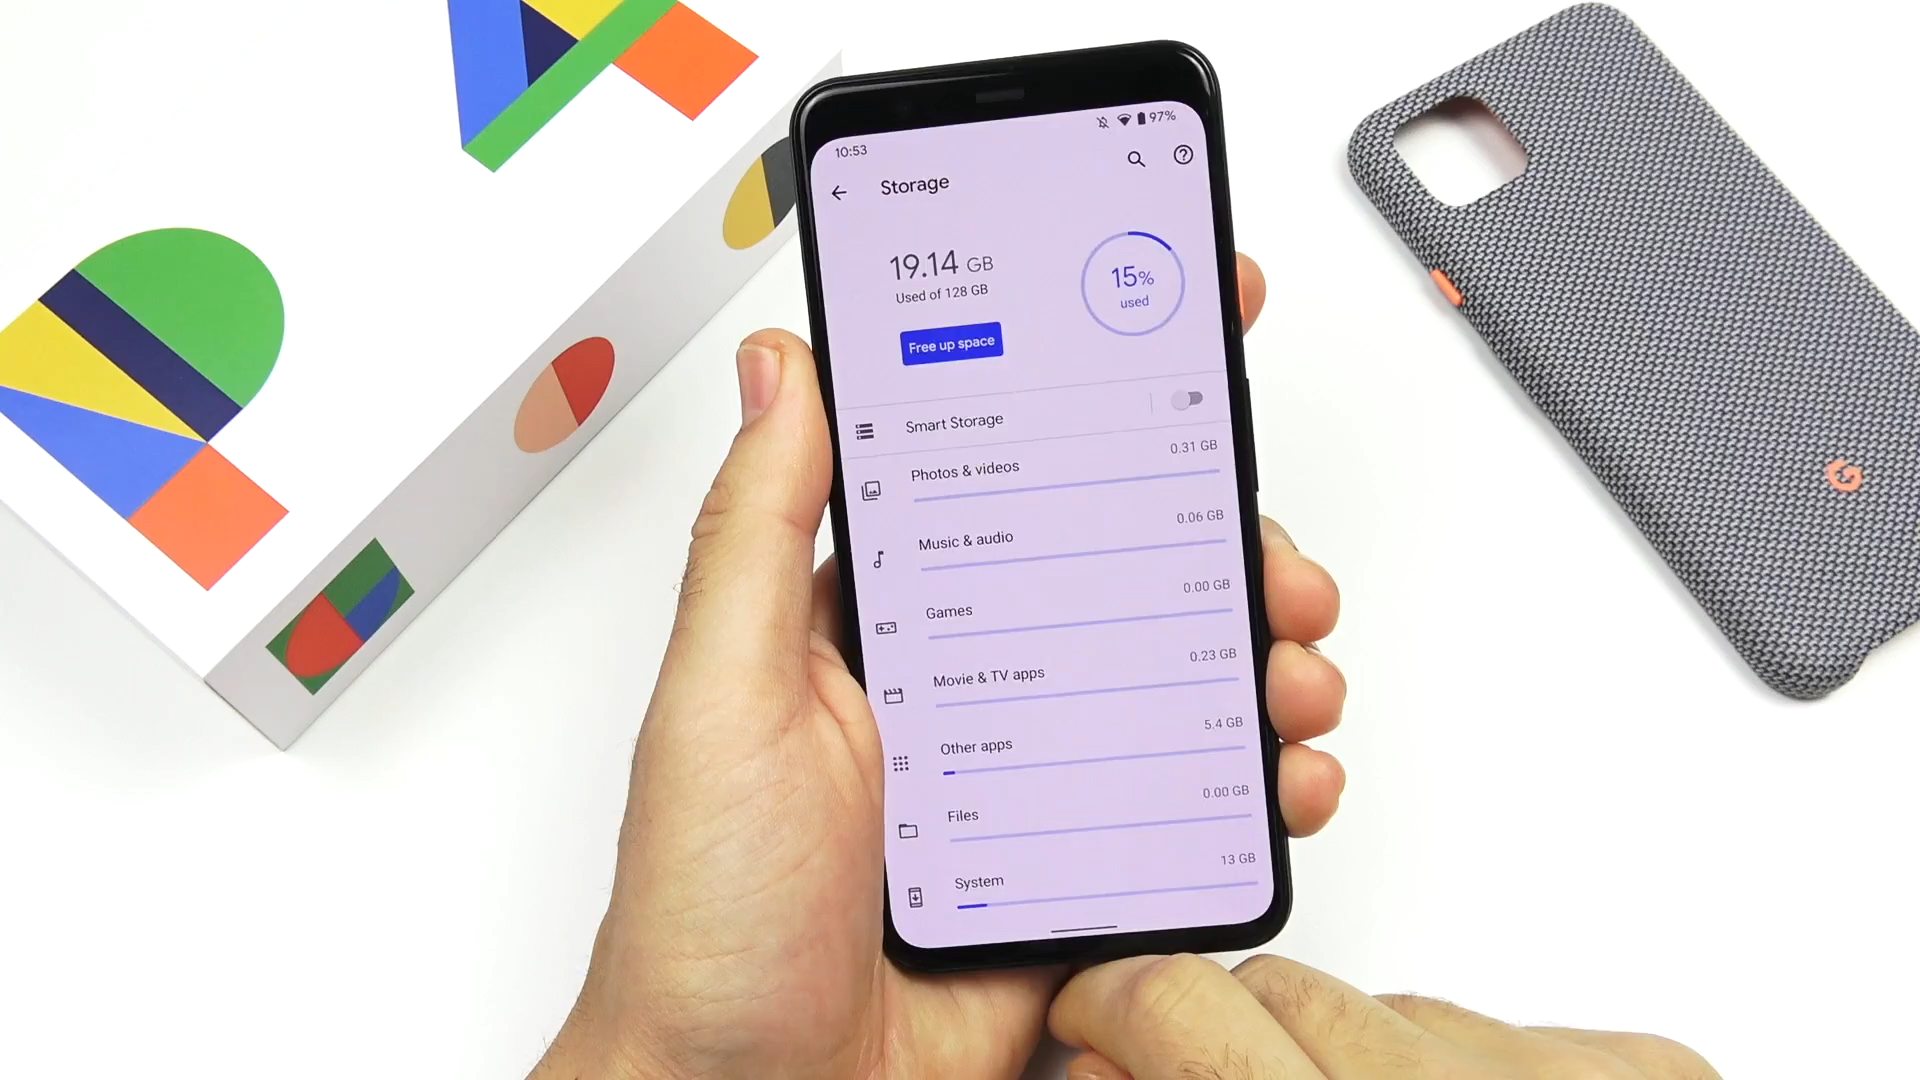 10:53
97%
Storage
19.14 GB
Used of 128 GB
15%
used
Free up space
Smart Storage
Photos & videos
0.31 GB
Music & audio
0.06 GB
Games
0.00 GB
Movie & TV apps
0.23 GB
Other apps
5.4 GB
Files
0.00 GB
System
13 GB
G